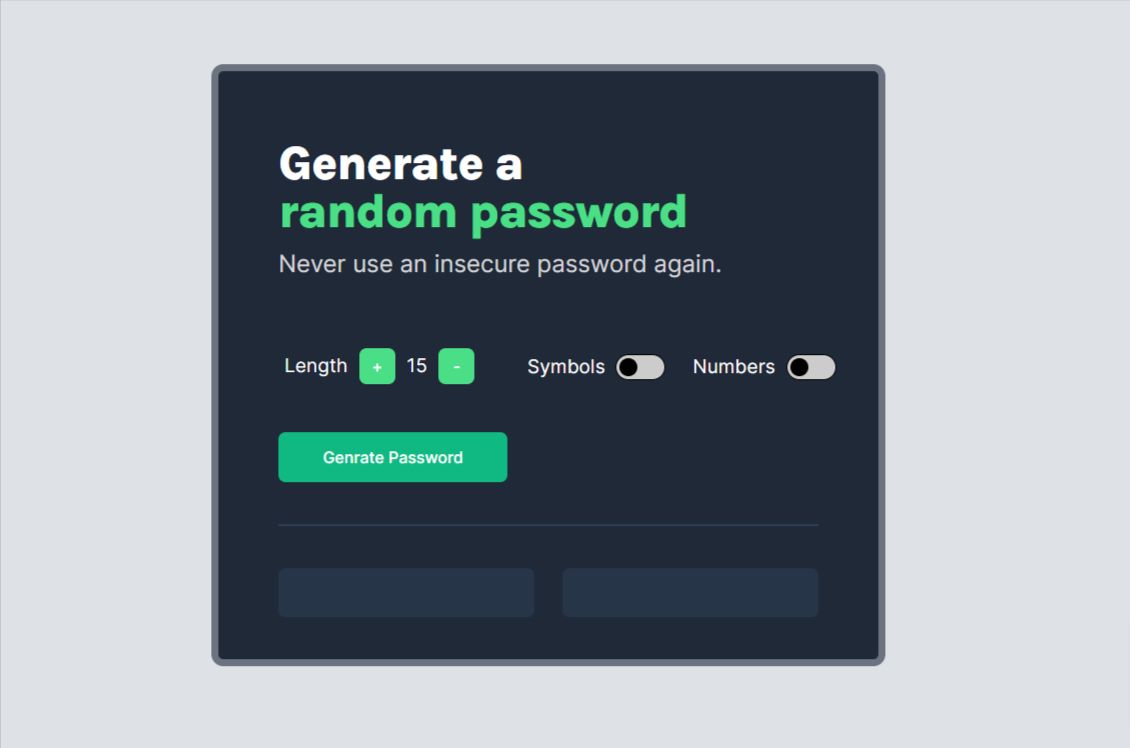 Generate a
random password
Never use an insecure password again.
Length + 15 - Symbols Numbers
Genrate Password